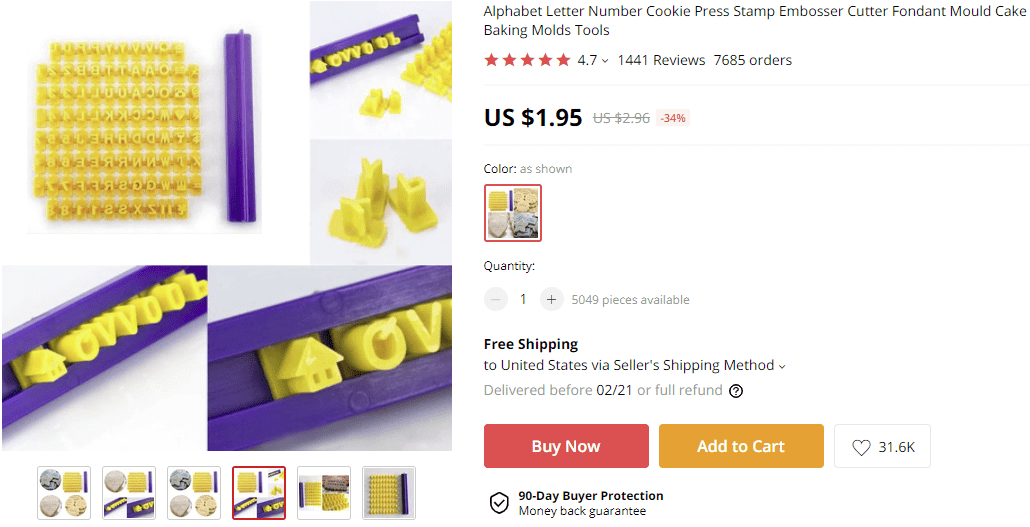 Alphabet Letter Number Cookie Press Stamp Embosser Cutter Fondant Mould Cake
Baking Molds Tools
4.7 1441 Reviews 7685 orders
US $1.95 US $2.96 -34%
Color: as shown
Quantity:
1 5049 pieces available
Free Shipping
to United States via Seller's Shipping Method
Delivered before 02/21 or full refund
Buy Now Add to Cart 31.6K
90-Day Buyer Protection
Money back guarantee